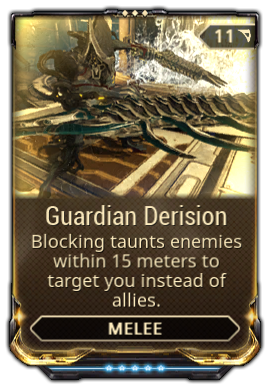 11
Guardian Derision
Blocking taunts enemies
within 15 meters to
target you instead of
allies.
MELEE